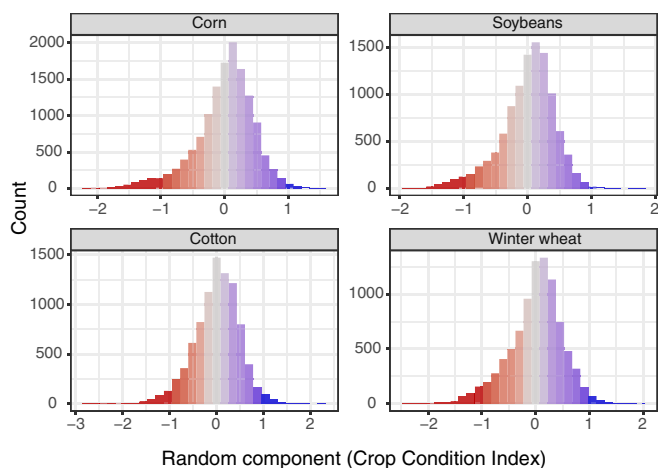 Corn
Soybeans
2000
1500
1000
500
0
-2 -1 0 1
1500
1000
500
0
-2 -1 0 1 2
Count
Cotton
Winter wheat
1500
1000
500
0
-3 -2 -1 0 1 2
1000
500
0
-2 -1 0 1 2
Random component (Crop Condition Index)